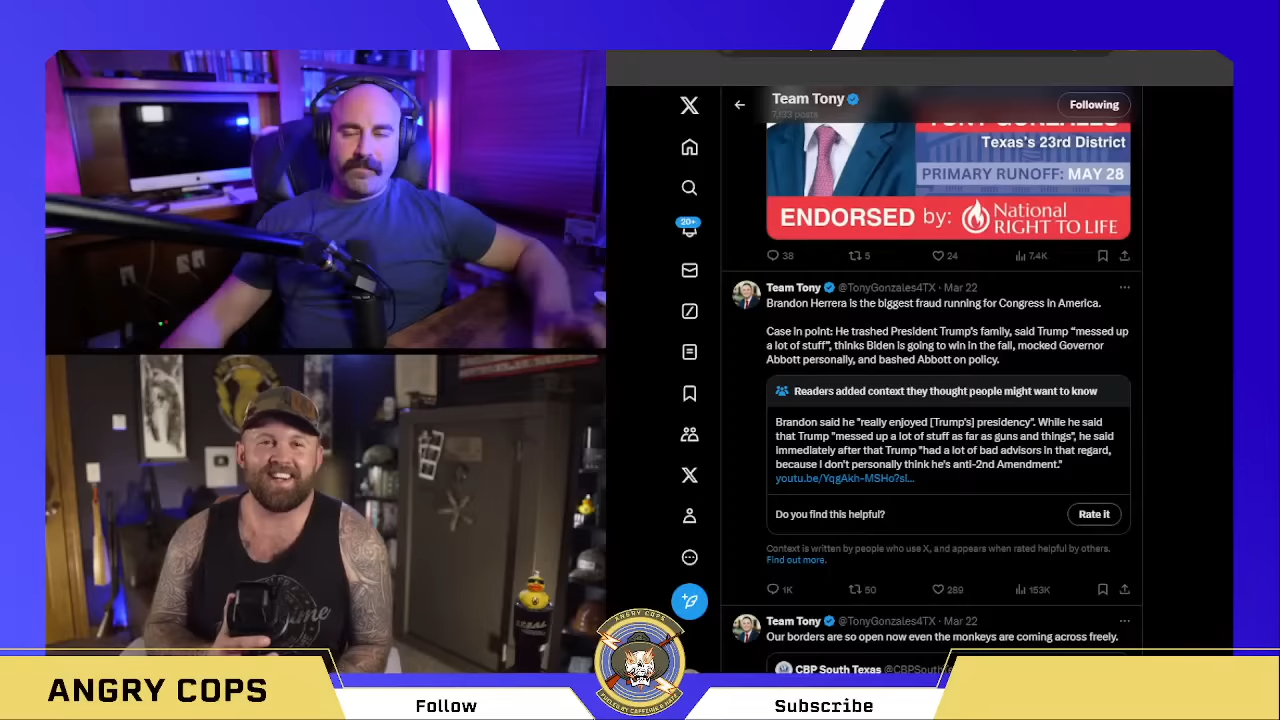 Team Tony
7,133 posts
Following
TONY GONZALES
Texas's 23rd District
PRIMARY RUNOFF: MAY 28
ENDORSED by: National
RIGHT TO LIFE
38 5 24 7.4K
20+
Team Tony @TonyGonzales4TX · Mar 22
Brandon Herrera is the biggest fraud running for Congress in America.
Case in point: He trashed President Trump's family, said Trump “messed up
a lot of stuff”, thinks Biden is going to win in the fall, mocked Governor
Abbott personally, and bashed Abbott on policy.
Readers added context they thought people might want to know
Brandon said he "really enjoyed [Trump's] presidency". While he said
that Trump "messed up a lot of stuff as far as guns and things", he said
immediately after that Trump "had a lot of bad advisors in that regard,
because I don't personally think he's anti-2nd Amendment."
youtu.be/YqgAkh-MSHo?si...
Do you find this helpful?
Rate it
Context is written by people who use X, and appears when rated helpful by others.
Find out more.
1K 50 289 153K
Team Tony @TonyGonzales4TX · Mar 22
Our borders are so open now even the monkeys are coming across freely.
CBP South Texas @CBPSouth
ANGRY COPS
ANGRY COPS
Follow
Subscribe